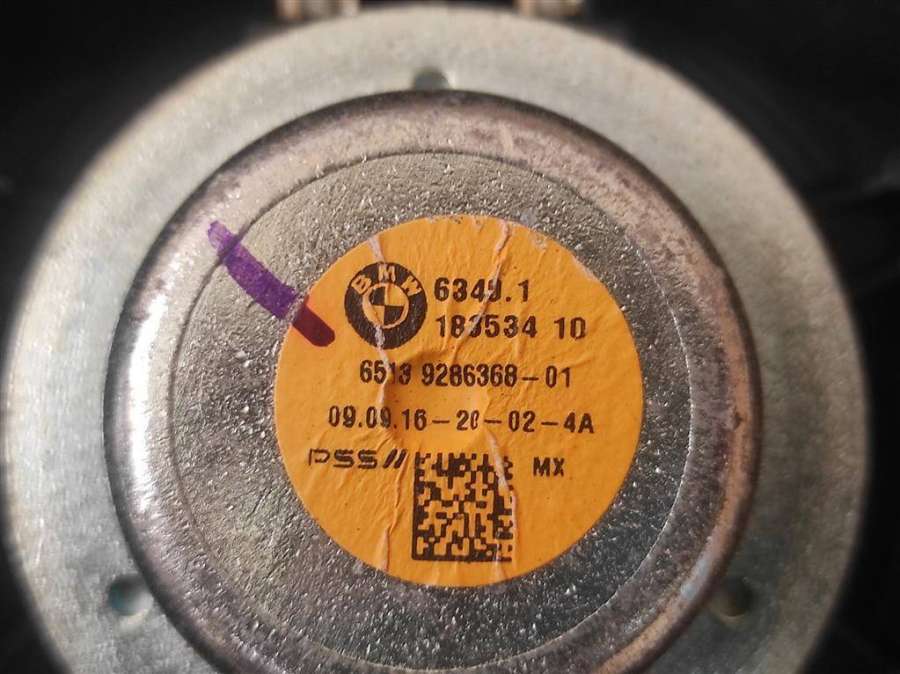 BMW
6349.1
183534 10
6513 9286368-01
09.09.16-20-02-4A
PSS// MX